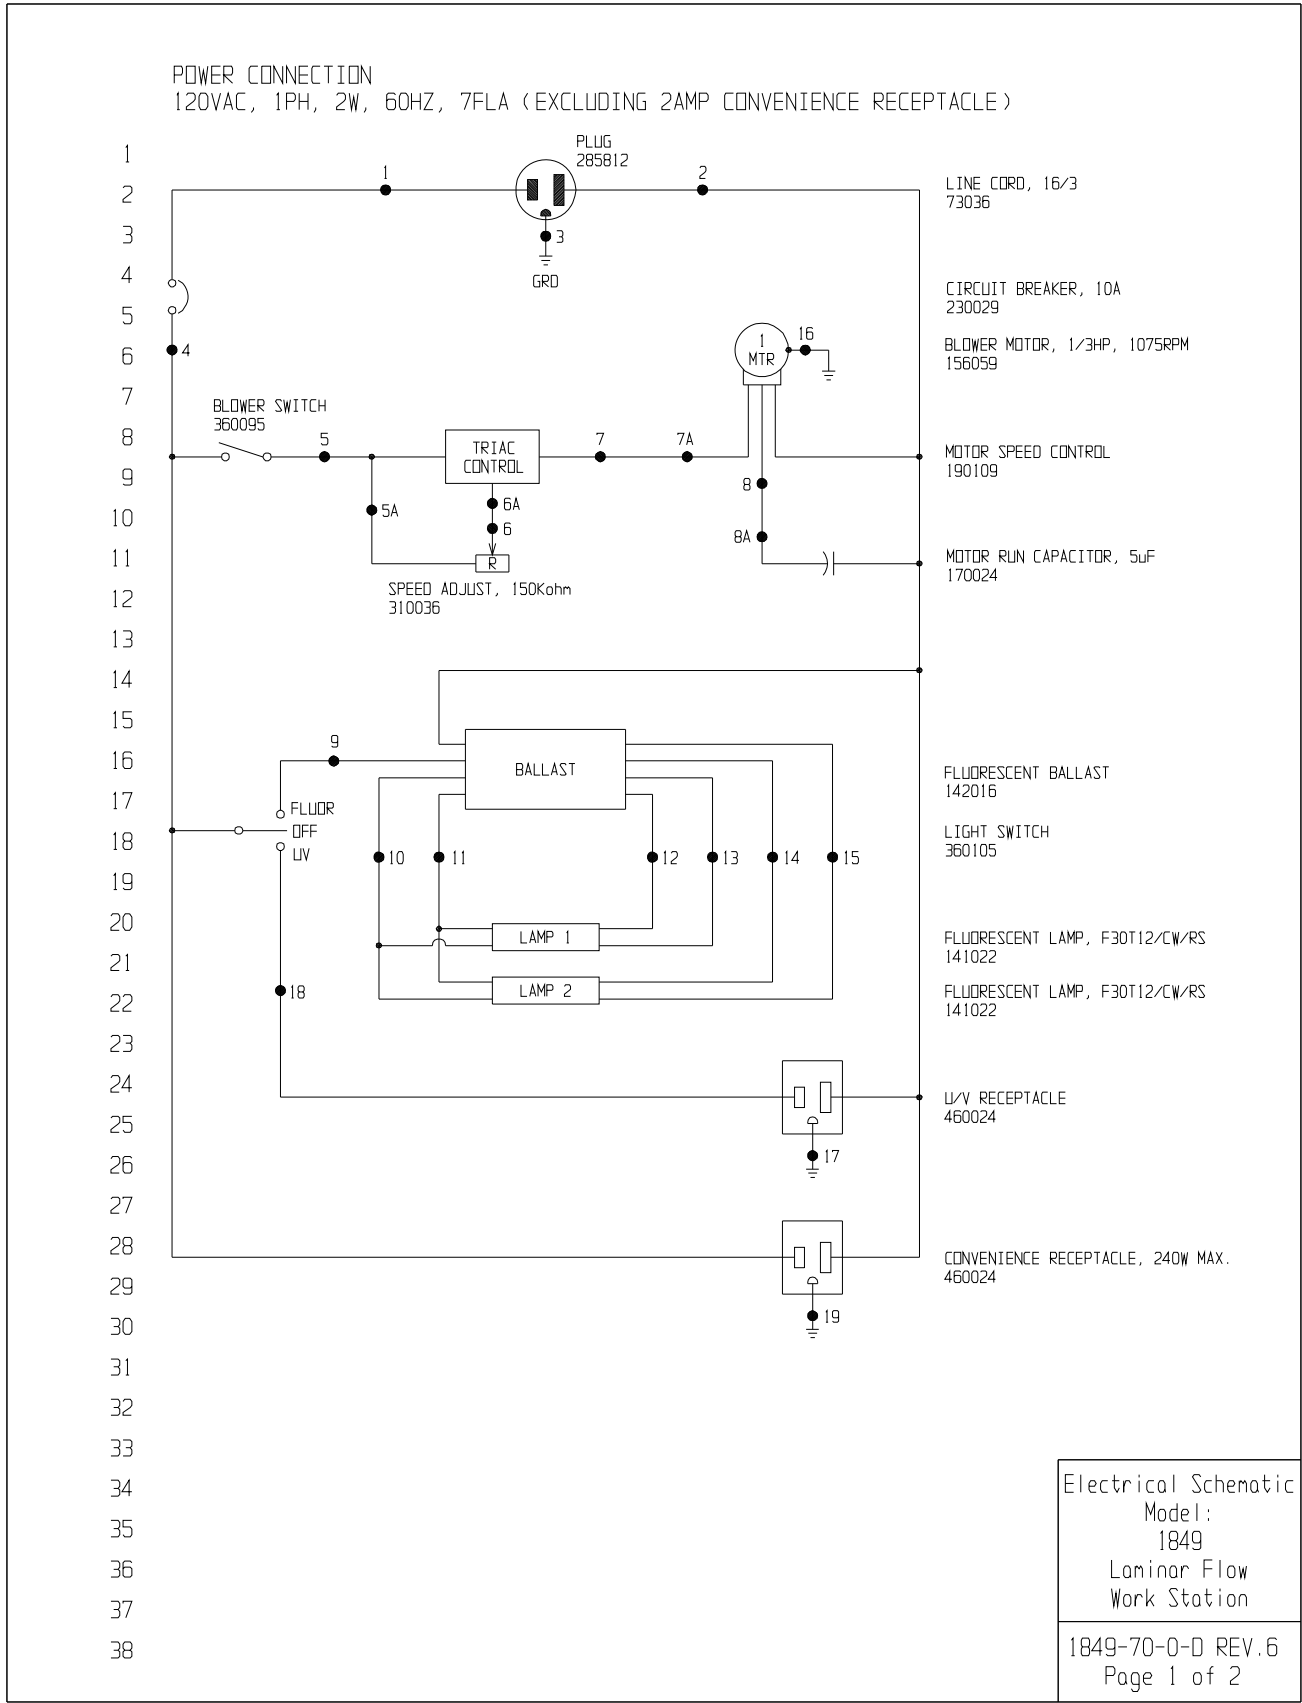 POWER CONNECTION
120VAC, 1PH, 2W, 60HZ, 7FLA (EXCLUDING 2AMP CONVENIENCE RECEPTACLE)
PLUG
285812
1
1
2
2
LINE CORD, 16/3
73036
3
3
GRD
4
CIRCUIT BREAKER, 10A
230029
5
16
1
MTR
BLOWER MOTOR, 1/3HP, 1075RPM
156059
6
4
7
BLOWER SWITCH
360095
8
5
TRIAC
CONTROL
7
7A
MOTOR SPEED CONTROL
190109
9
8
10
5A
6A
6
8A
11
R
MOTOR RUN CAPACITOR, 5uF
170024
SPEED ADJUST, 150Kohm
310036
12
13
14
15
9
16
BALLAST
FLUORESCENT BALLAST
142016
17
FLUOR
OFF
UV
18
LIGHT SWITCH
360105
10
11
12
13
14
15
19
20
LAMP 1
FLUORESCENT LAMP, F30T12/CW/RS
141022
21
LAMP 2
FLUORESCENT LAMP, F30T12/CW/RS
141022
18
22
23
24
U/V RECEPTACLE
460024
25
17
26
27
28
CONVENIENCE RECEPTACLE, 240W MAX.
460024
29
19
30
31
32
33
34
35
36
37
38
Electrical Schematic
Model:
1849
Laminar Flow
Work Station
1849-70-0-D REV.6
Page 1 of 2